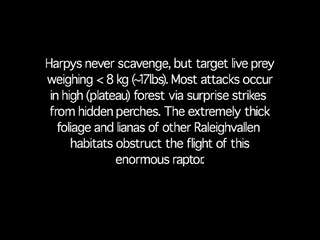 Harpys never scavenge, but target live prey
weighing < 8 kg (~17lbs). Most attacks occur
in high (plateau) forest via surprise strikes
from hidden perches. The extremely thick
foliage and lianas of other Raleighvallen
habitats obstruct the flight of this
enormous raptor.